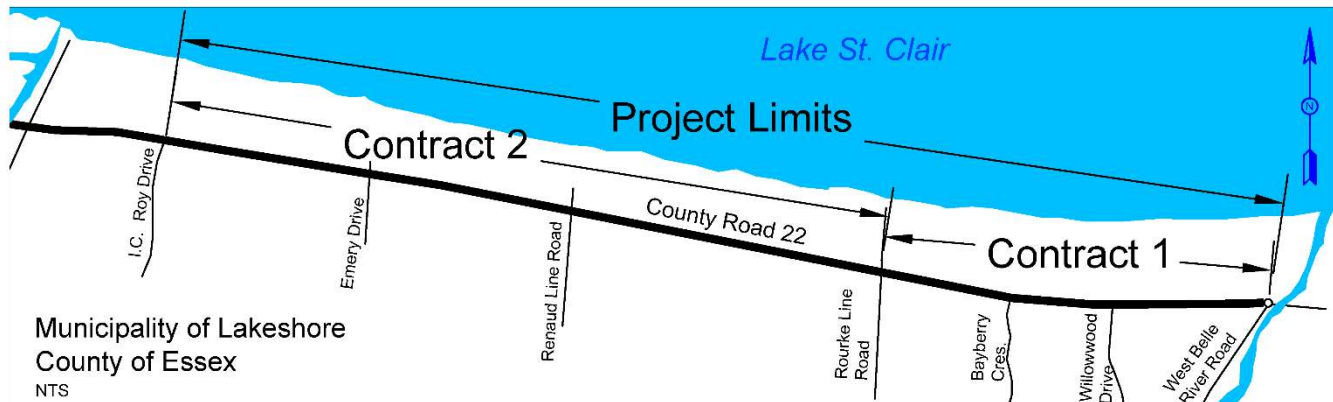 Lake St. Clair
N
Project Limits
Contract 2
Contract 1
County Road 22
I.C. Roy Drive
Emery Drive
Renaud Line Road
Rourke Line
Road
Bayberry
Cres.
Willowwood
Drive
West Belle
River Road
Municipality of Lakeshore
County of Essex
NTS